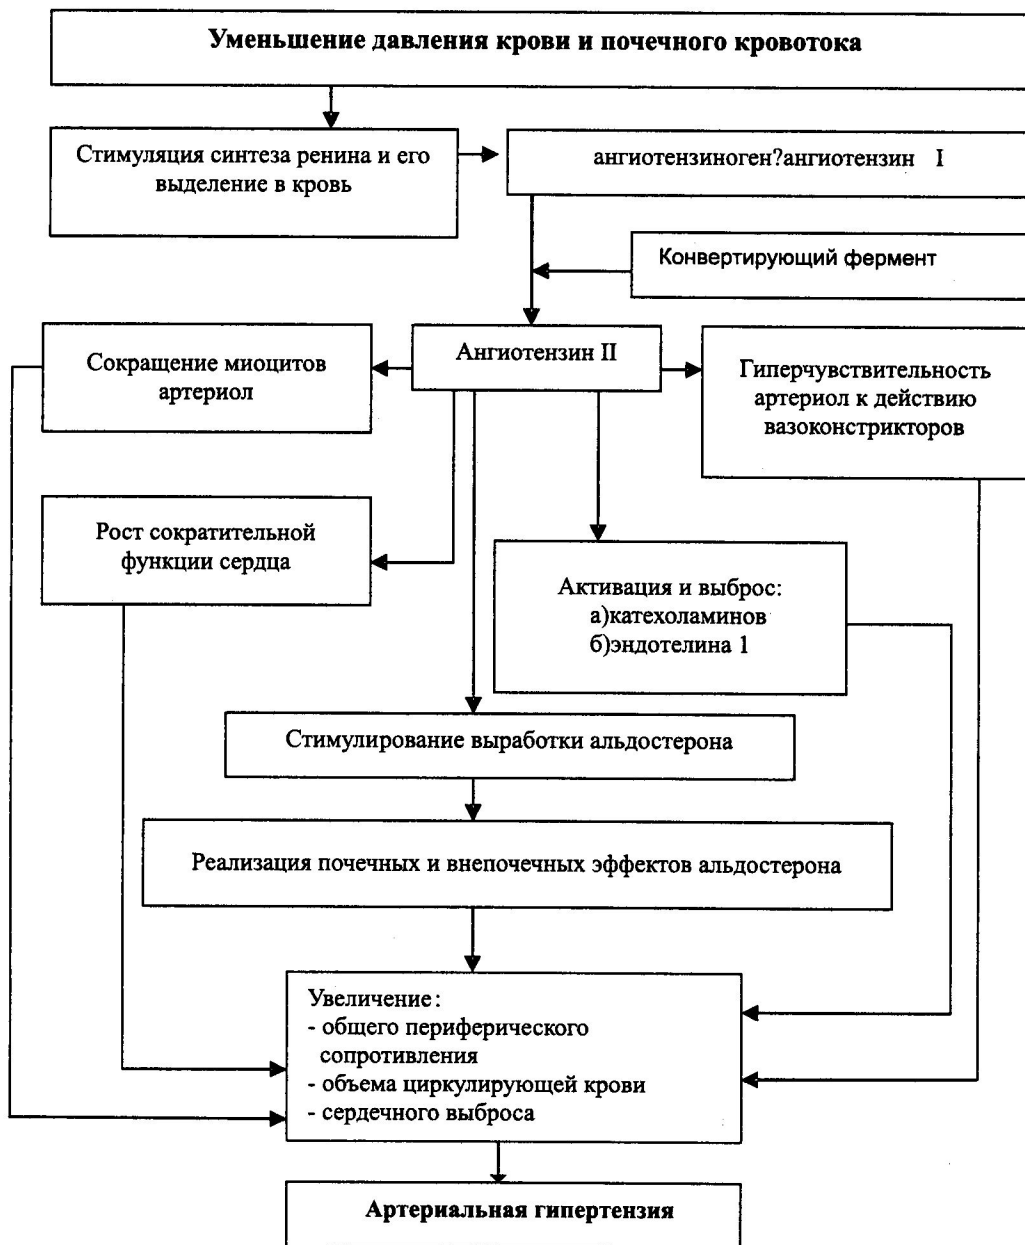 Уменьшение давления крови и почечного кровотока
Стимуляция синтеза ренина и его
выделение в кровь
ангиотензиноген?ангиотензин I
Конвертирующий фермент
Сокращение миоцитов
артериол
Ангиотензин II
Гиперчувствительность
артериол к действию
вазоконстрикторов
Рост сократительной
функции сердца
Активация и выброс:
а)катехоламинов
б)эндотелина 1
Стимулирование выработки альдостерона
Реализация почечных и внепочечных эффектов альдостерона
Увеличение:
- общего периферического
сопротивления
- объема циркулирующей крови
- сердечного выброса
Артериальная гипертензия